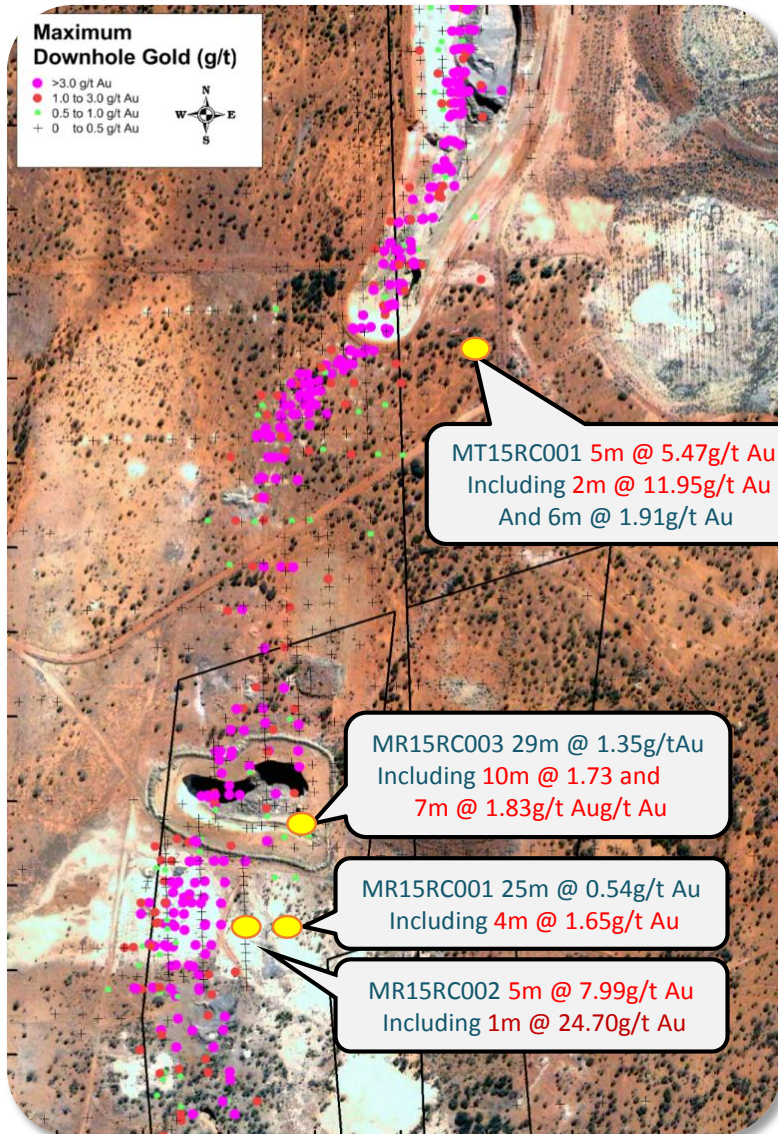 Maximum
Downhole Gold (g/t)
>3.0 g/t Au
1.0 to 3.0 g/t Au
0.5 to 1.0 g/t Au
0 to 0.5 g/t Au
N
W E
S
MT15RC001 5m @ 5.47g/t Au
Including 2m @ 11.95g/t Au
And 6m @ 1.91g/t Au
MR15RC003 29m @ 1.35g/tAu
Including 10m @ 1.73 and
7m @ 1.83g/t Aug/t Au
MR15RC001 25m @ 0.54g/t Au
Including 4m @ 1.65g/t Au
MR15RC002 5m @ 7.99g/t Au
Including 1m @ 24.70g/t Au